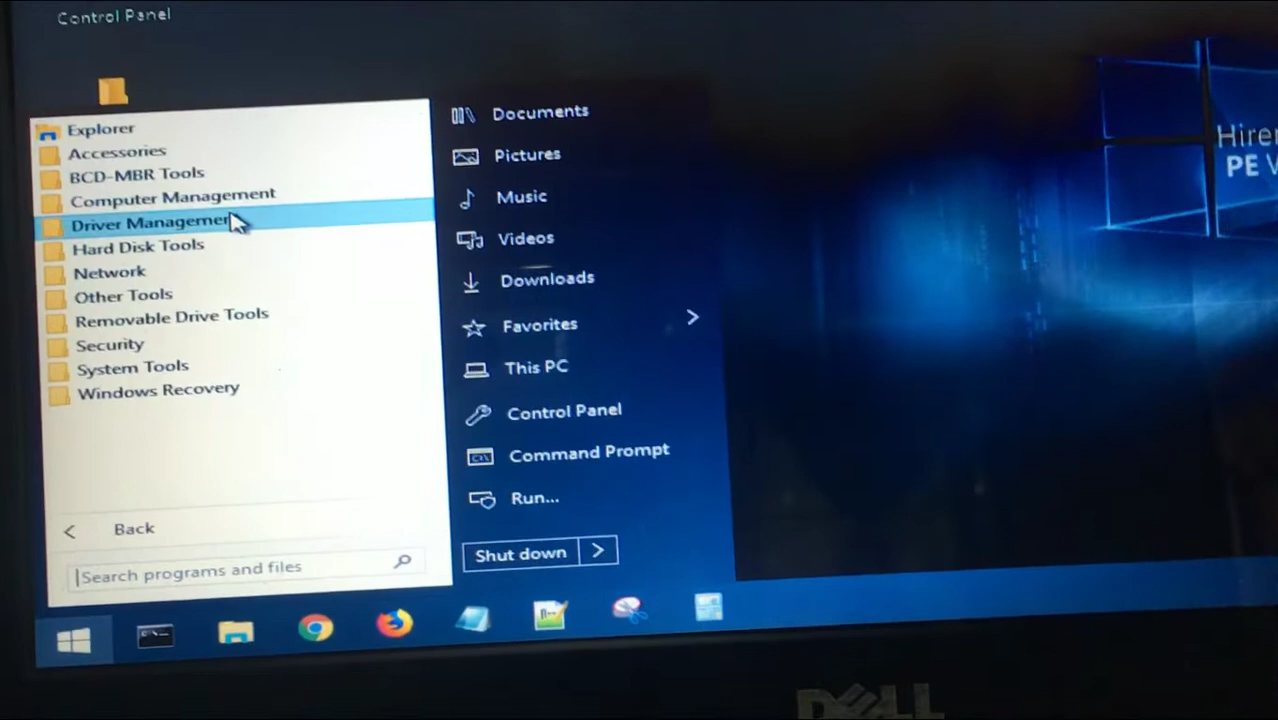 Control Panel
Explorer
Accessories
BCD-MBR Tools
Computer Management
Driver Managemen
Hard Disk Tools
Network
Other Tools
Removable Drive Tools
Security
System Tools
Windows Recovery
Back
Search programs and files
Documents
Pictures
Music
Videos
Downloads
Favorites
This PC
Control Panel
Command Prompt
Run...
Shut down
Hiren
PE
DELL